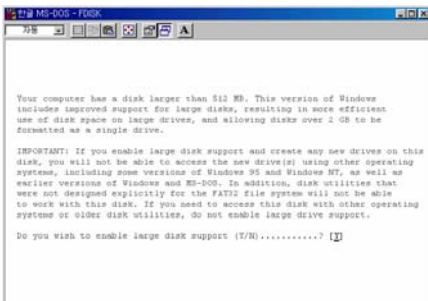 한글 MS-DOS - FDISK
자동
A
Your computer has a disk larger than 512 MB. This version of Windows
includes improved support for large disks, resulting in more efficient
use of disk space on large drives, and allowing disks over 2 GB to be
formatted as a single drive.
IMPORTANT: If you enable large disk support and create any new drives on this
disk, you will not be able to access the new drive(s) using other operating
systems, including some versions of Windows 95 and Windows NT, as well as
earlier versions of Windows and MS-DOS. In addition, disk utilities that
were not designed explicitly for the FAT32 file system will not be able
to work with this disk. If you need to access this disk with other operating
systems or older disk utilities, do not enable large drive support.
Do you wish to enable large disk support (Y/N)...........? [Y]